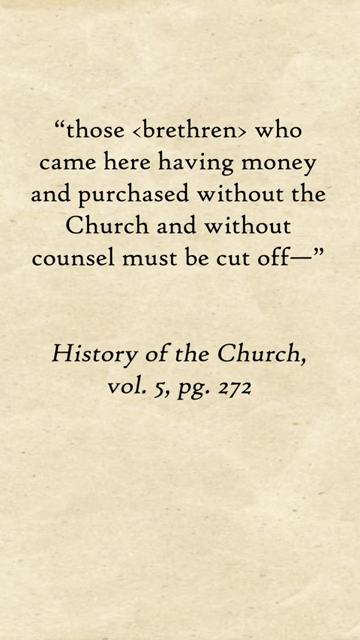 “those <brethren> who
came here having money
and purchased without the
Church and without
counsel must be cut off—”
History of the Church,
vol. 5, pg. 272